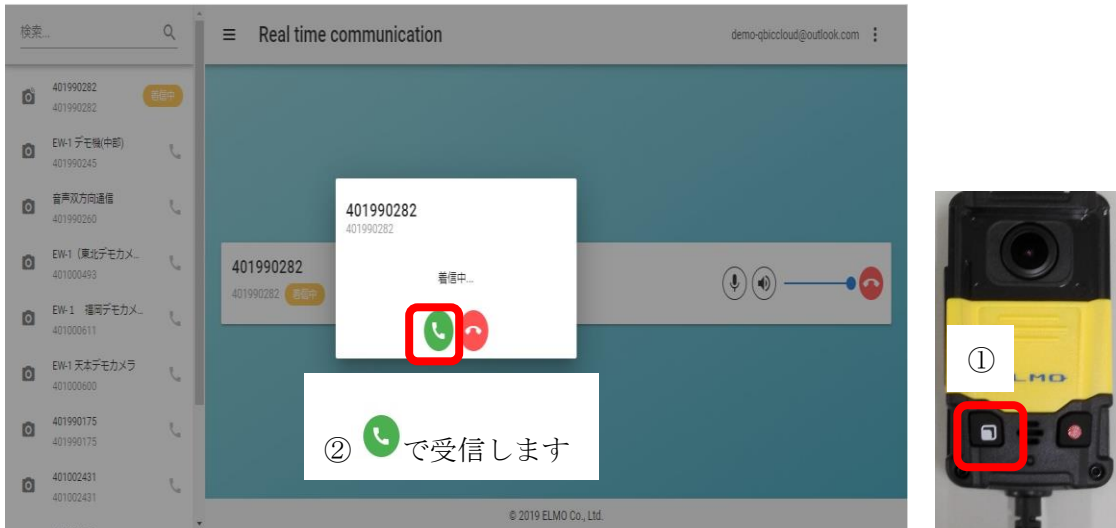 検索...
Real time communication
demo-qbiccloud@outlook.com
401990282
401990282
着信中
EW-1 デモ機(中部)
401990245
音声双方向通信
401990260
EW-1（東北デモカメ...
401000493
EW-１　福岡デモカメ...
401000611
EW-1 天本デモカメラ
401000600
401990175
401990175
401002431
401002431
401990282
401990282 着信中
401990282
401990282
着信中...
② で受信します
© 2019 ELMO Co., Ltd.
①
LMO